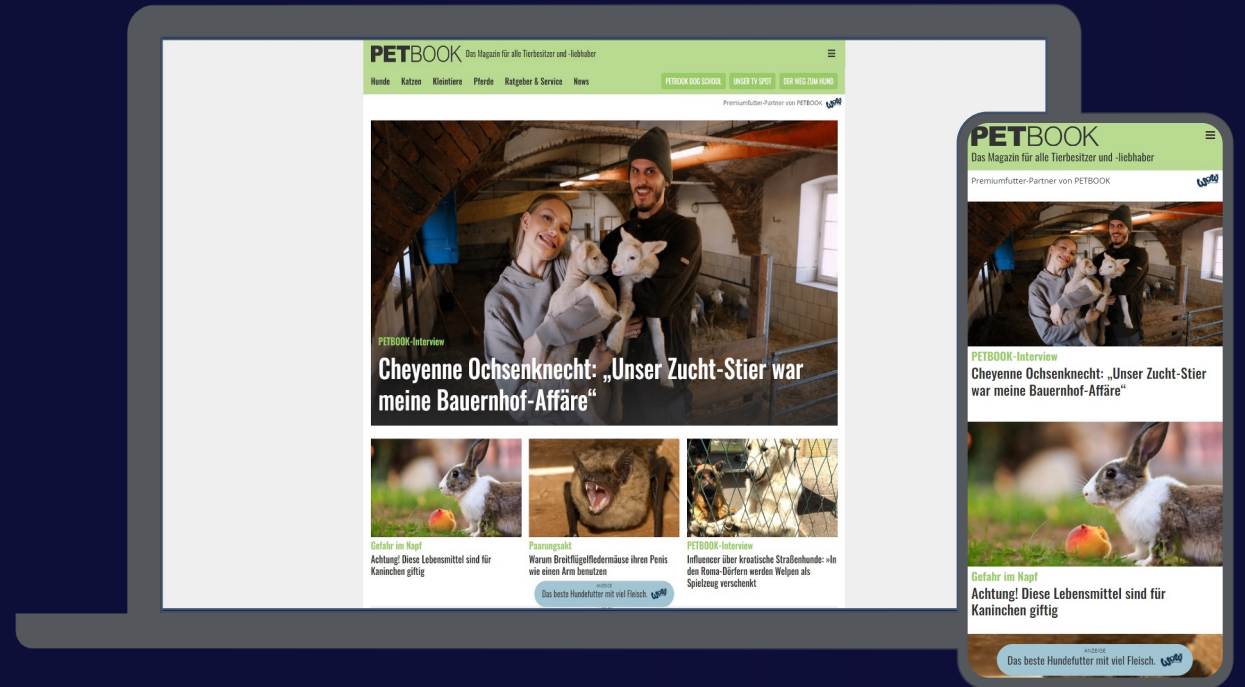 PETBOOK Das Magazin für alle Tierbesitzer und -liebhaber
Hunde Katzen Kleintiere Pferde Ratgeber & Service News PETBOOK DOG SCHOOL UNSER TV SPOT DER WEG ZUM HUND
Premiumfutter-Partner von PETBOOK Wow
PETBOOK-Interview
Cheyenne Ochsenknecht: „Unser Zucht-Stier war
meine Bauernhof-Affäre“
Gefahr im Napf
Achtung! Diese Lebensmittel sind für
Kaninchen giftig
Paarungsakt
Warum Breitflügelfledermäuse ihren Penis
wie einen Arm benutzen
PETBOOK-Interview
Influencer über kroatische Straßenhunde: »In
den Roma-Dörfern werden Welpen als
Spielzeug verschenkt
ANZEIGE
Das beste Hundefutter mit viel Fleisch. Wow
PETBOOK
Das Magazin für alle Tierbesitzer und -liebhaber
Premiumfutter-Partner von PETBOOK Wow
PETBOOK-Interview
Cheyenne Ochsenknecht: „Unser Zucht-Stier
war meine Bauernhof-Affäre“
Gefahr im Napf
Achtung! Diese Lebensmittel sind für
Kaninchen giftig
ANZEIGE
Das beste Hundefutter mit viel Fleisch. Wow